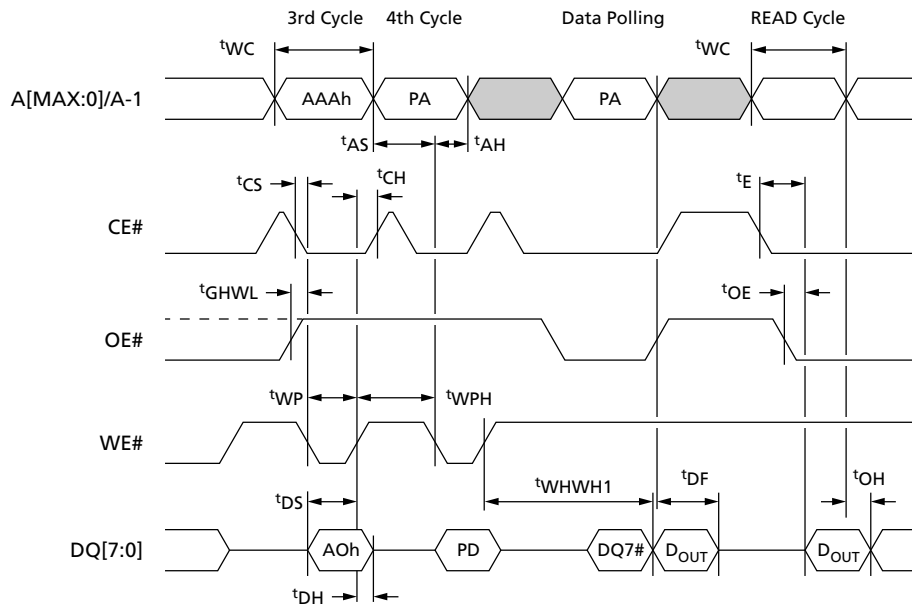 3rd Cycle 4th Cycle Data Polling READ Cycle
tWC tWC
A[MAX:0]/A-1 AAAh PA PA
tAS tAH
tCS tCH tE
CE#
tGHWL tOE
OE#
tWP tWPH
WE#
tWHWH1 tDF tOH
tDS
DQ[7:0] AOh PD DQ7# DOUT DOUT
tDH